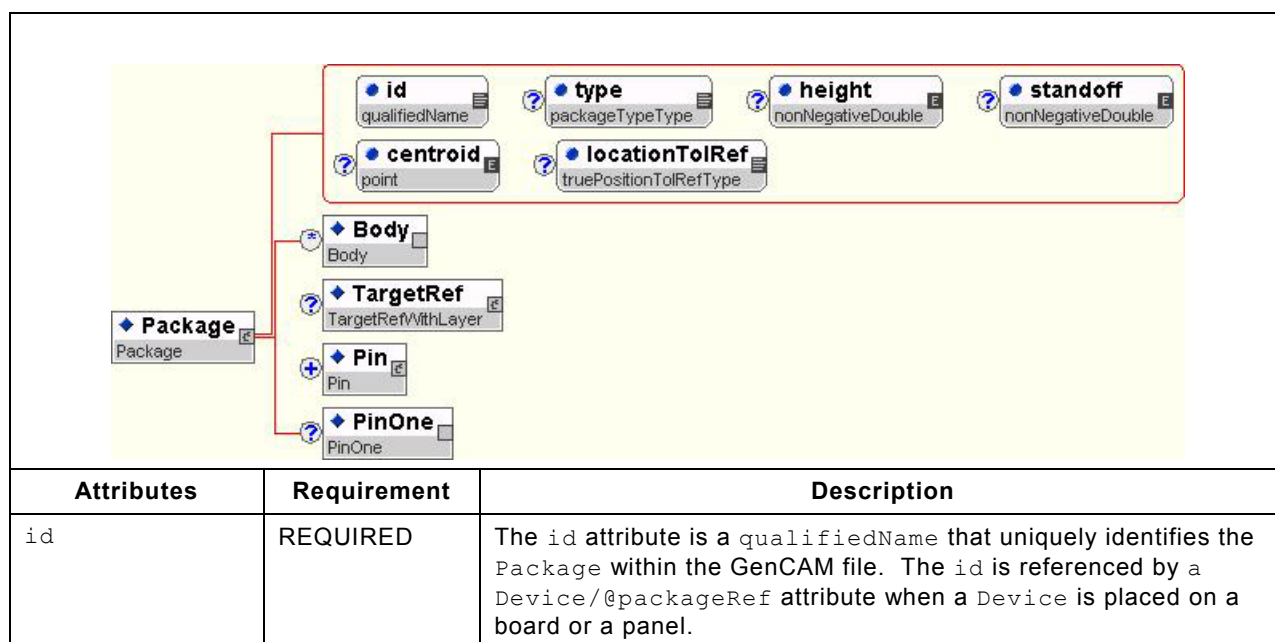 id type height standoff
qualifiedName packageTypeType nonNegativeDouble nonNegativeDouble
centroid locationTolRef
point truePositionTolRefType
Body
Body
TargetRef
TargetRefWithLayer
Package
Package
Pin
Pin
PinOne
PinOne
Attributes Requirement Description
id REQUIRED The id attribute is a qualifiedName that uniquely identifies the
Package within the GenCAM file. The id is referenced by a
Device/@packageRef attribute when a Device is placed on a
board or a panel.